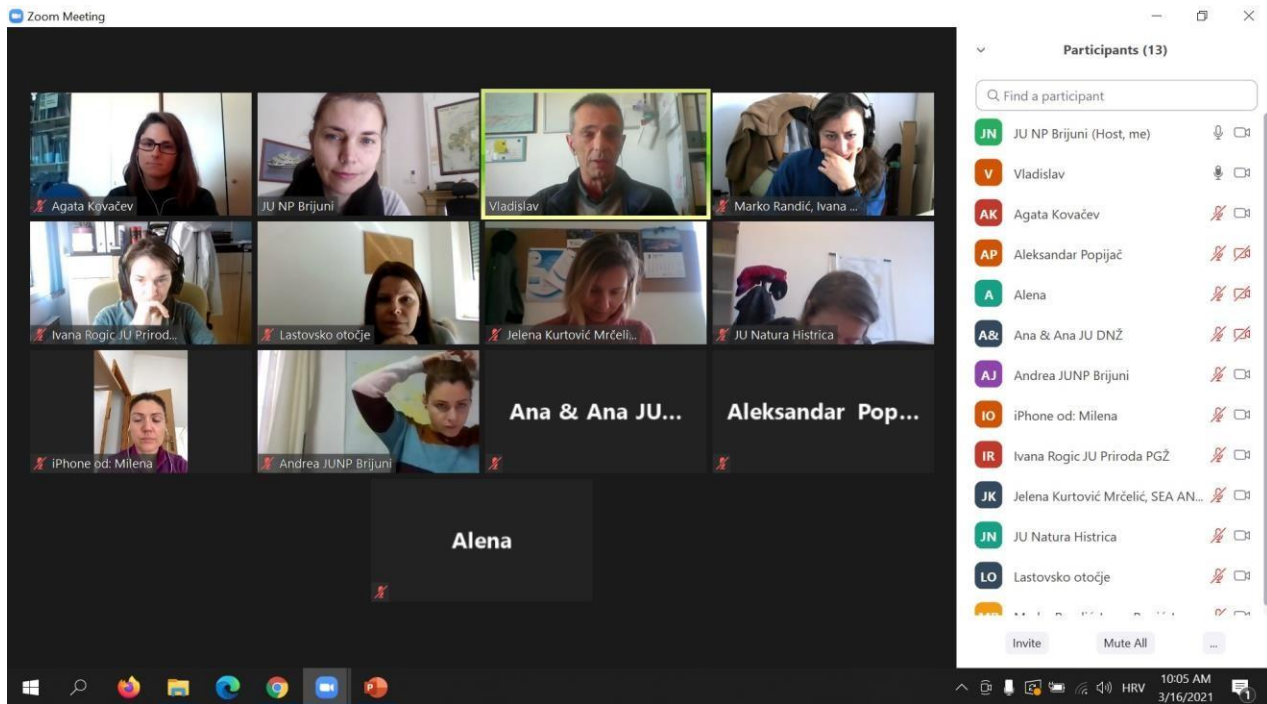 Zoom Meeting
Agata Kovačev
JU NP Brijuni
Vladislav
Marko Randić, Ivana ...
Ivana Rogic JU Prirod...
Lastovsko otočje
Jelena Kurtović Mrčeli...
JU Natura Histrica
iPhone od: Milena
Andrea JUNP Brijuni
Ana & Ana JU...
Aleksandar Pop...
Alena
Participants (13)
Find a participant
JN JU NP Brijuni (Host, me)
V Vladislav
AK Agata Kovačev
AP Aleksandar Popijač
A Alena
A& Ana & Ana JU DNŽ
AJ Andrea JUNP Brijuni
IO iPhone od: Milena
IR Ivana Rogic JU Priroda PGŽ
JK Jelena Kurtović Mrčelić, SEA AN...
JN JU Natura Histrica
LO Lastovsko otočje
Invite Mute All ...
HRV
10:05 AM
3/16/2021
1